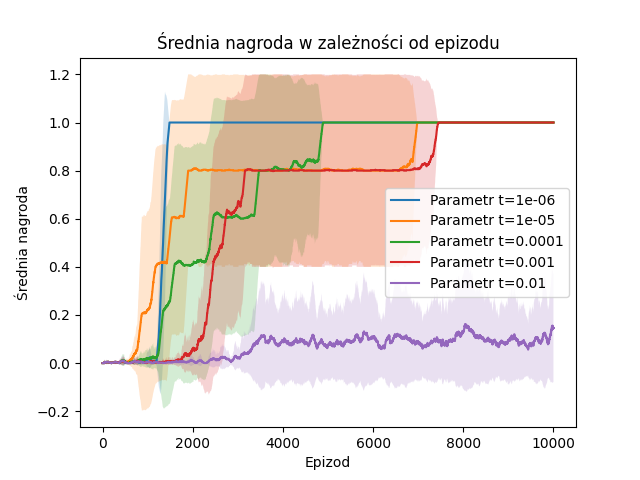 Średnia nagroda w zależności od epizodu
1.2
1.0
0.8
0.6
0.4
0.2
0.0
−0.2
Średnia nagroda
Parametr t=1e-06
Parametr t=1e-05
Parametr t=0.0001
Parametr t=0.001
Parametr t=0.01
0 2000 4000 6000 8000 10000
Epizod